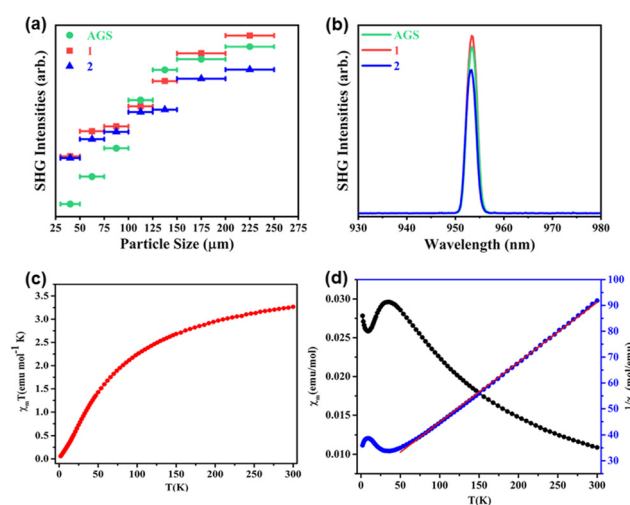 (a)
AGS
1
2
SHG Intensities (arb.)
25 50 75 100 125 150 175 200 225 250 275
Particle Size (μm)
(b)
AGS
1
2
SHG Intensities (arb.)
930 940 950 960 970 980
Wavelength (nm)
(c)
χmT(emu mol⁻¹ K)
3.5
3.0
2.5
2.0
1.5
1.0
0.5
0.0
0 50 100 150 200 250 300
T(K)
(d)
χm(emu/mol)
0.030
0.025
0.020
0.015
0.010
100
90
80
70
60
50
40
30
0 50 100 150 200 250 300
T(K)